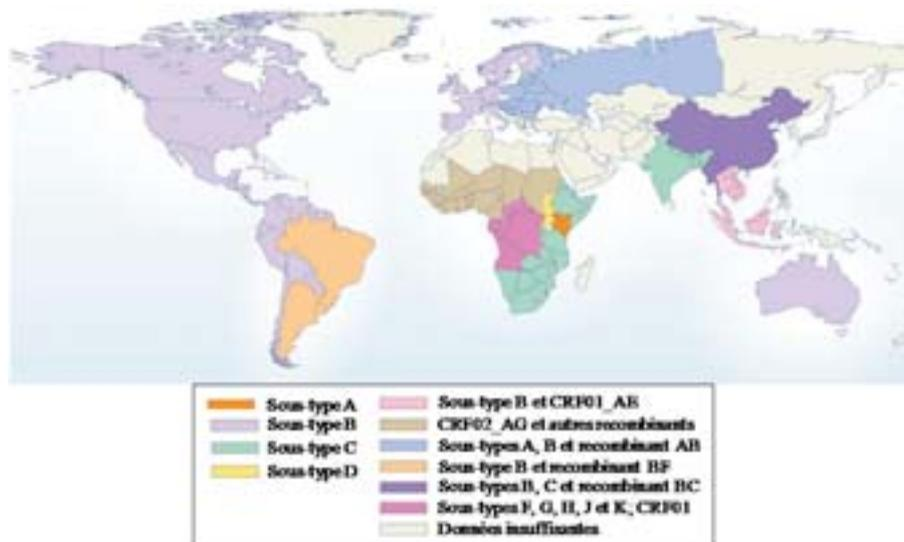 Sous-type A
Sous-type B
Sous-type C
Sous-type D
Sous-type B et CRF01_AE
CRF02_AG et autres recombinants
Sous-types A, B et recombinant AB
Sous-type B et recombinant BF
Sous-types B, C et recombinant BC
Sous-types F, G, H, J et K, CRF01
Données insuffisantes